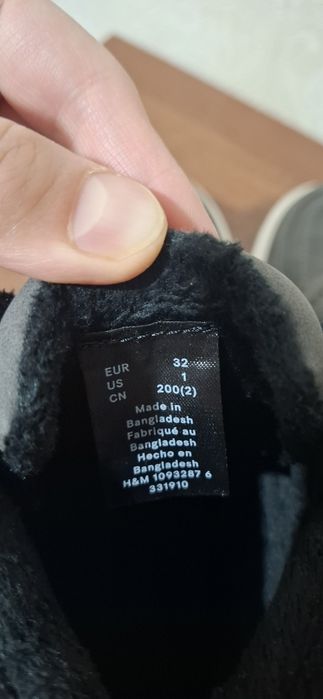 EUR 32
US 1
CN 200(2)
Made in
Bangladesh
Fabriqué au
Bangladesh
Hecho en
Bangladesh
H&M 1093287 6
331910